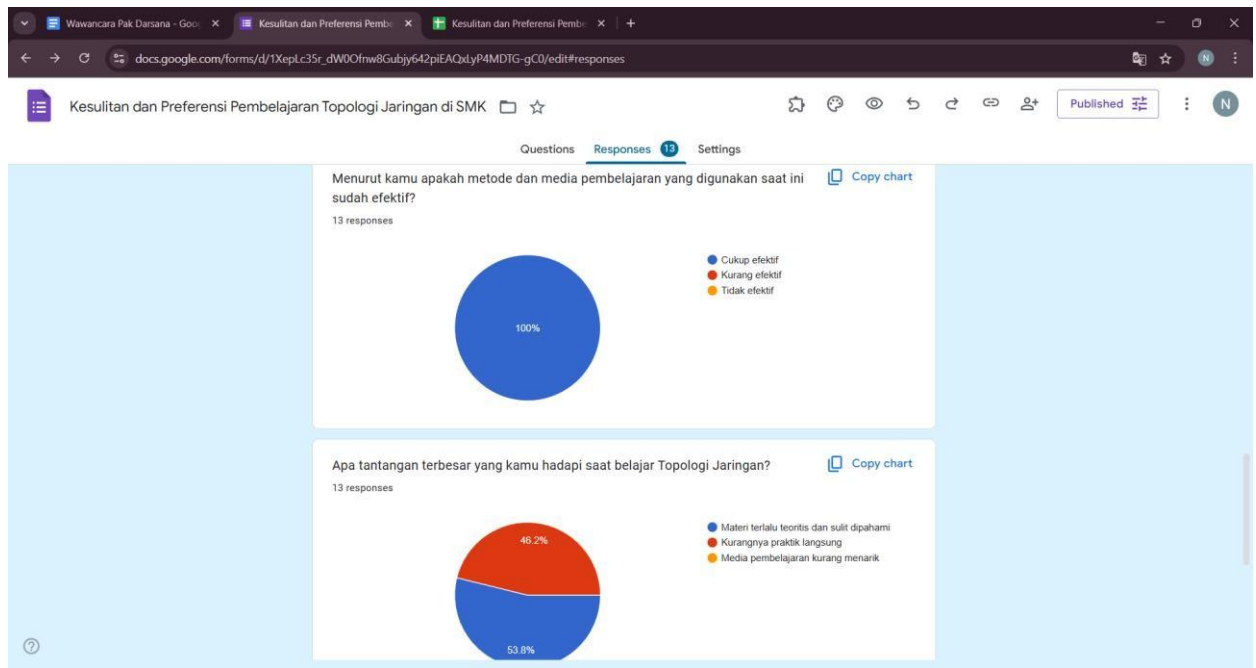 Wawancara Pak Darsana - Goo
Kesulitan dan Preferensi Pembe
Kesulitan dan Preferensi Pembe
docs.google.com/forms/d/1XepLc35r_dW0Ofnw8Gubjy642piEAQxLyP4MDTG-gC0/edit#responses
N
Kesulitan dan Preferensi Pembelajaran Topologi Jaringan di SMK
Published
N
Questions Responses 13 Settings
Menurut kamu apakah metode dan media pembelajaran yang digunakan saat ini
sudah efektif?
Copy chart
13 responses
Cukup efektif
Kurang efektif
Tidak efektif
100%
Apa tantangan terbesar yang kamu hadapi saat belajar Topologi Jaringan?
Copy chart
13 responses
Materi terlalu teoritis dan sulit dipahami
Kurangnya praktik langsung
Media pembelajaran kurang menarik
46.2%
53.8%